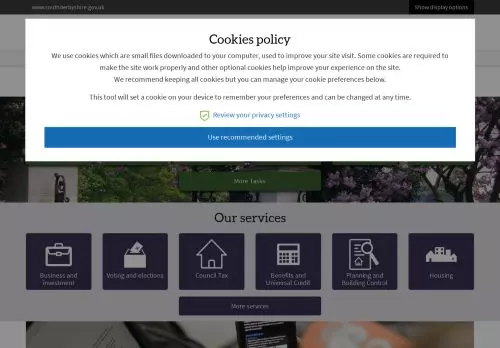 www.southderbyshire.gov.uk
Show display options
Cookies policy
We use cookies which are small files downloaded to your computer, used to improve your site visit. Some cookies are required to
make the site work properly and other optional cookies help improve your experience on the site.
We recommend keeping all cookies but you can manage your cookie preferences below.
This tool will set a cookie on your device to remember your preferences and can be changed at any time.
Review your privacy settings
Use recommended settings
More Tasks
Our services
Business and
investment
Voting and elections
Council Tax
Benefits and
Universal Credit
Planning and
Building Control
Housing
More services